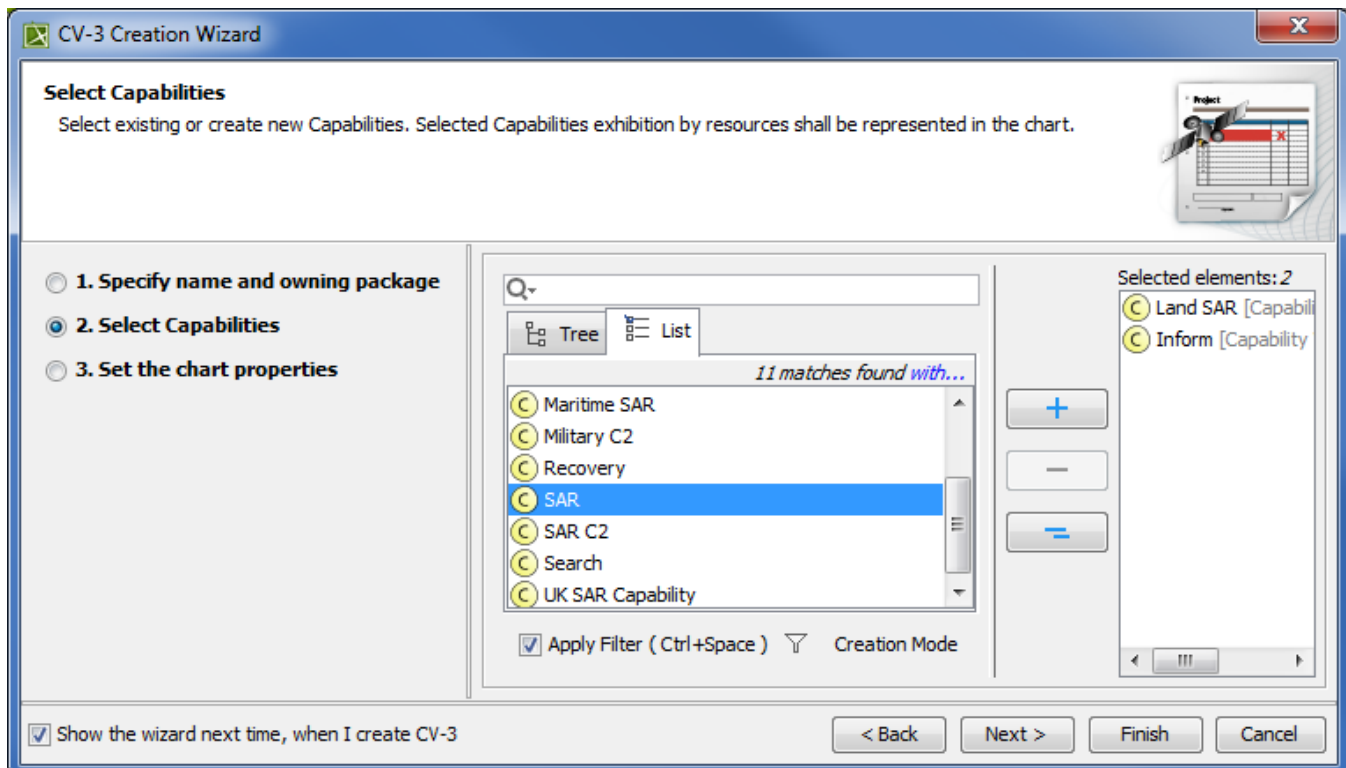 CV-3 Creation Wizard
Select Capabilities
Select existing or create new Capabilities. Selected Capabilities exhibition by resources shall be represented in the chart.
Project
1. Specify name and owning package
2. Select Capabilities
3. Set the chart properties
Tree
List
11 matches found with...
Maritime SAR
Military C2
Recovery
SAR
SAR C2
Search
UK SAR Capability
Apply Filter ( Ctrl+Space )
Creation Mode
Selected elements: 2
Land SAR [Capabili
Inform [Capability
Show the wizard next time, when I create CV-3
< Back
Next >
Finish
Cancel